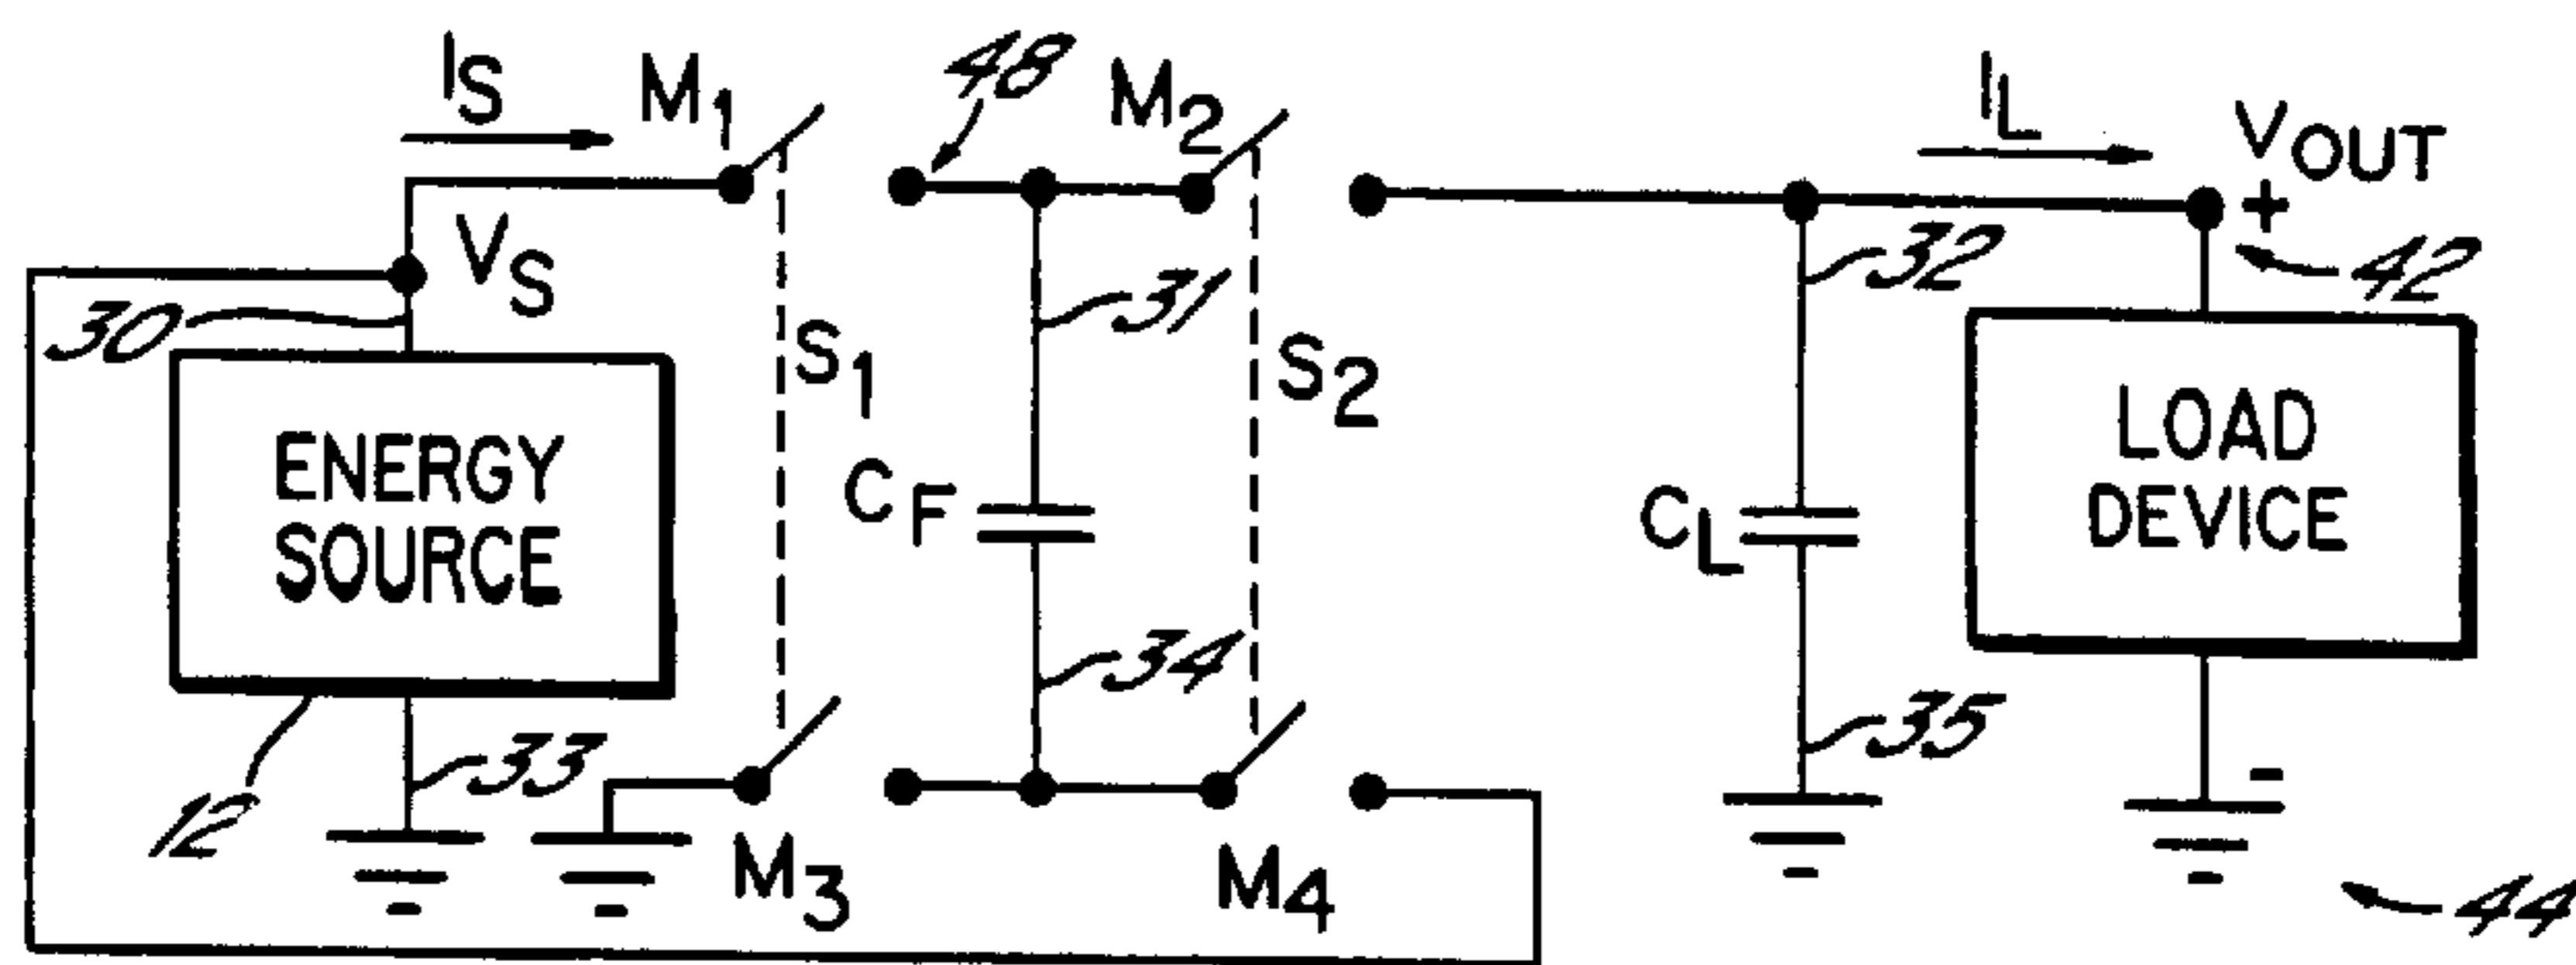 IS
M1
48
M2
IL
VOUT
+
VS
30
31
32
42
S1
S2
ENERGY
SOURCE
CF
CL
LOAD
DEVICE
34
35
33
12
M3
M4
-
44